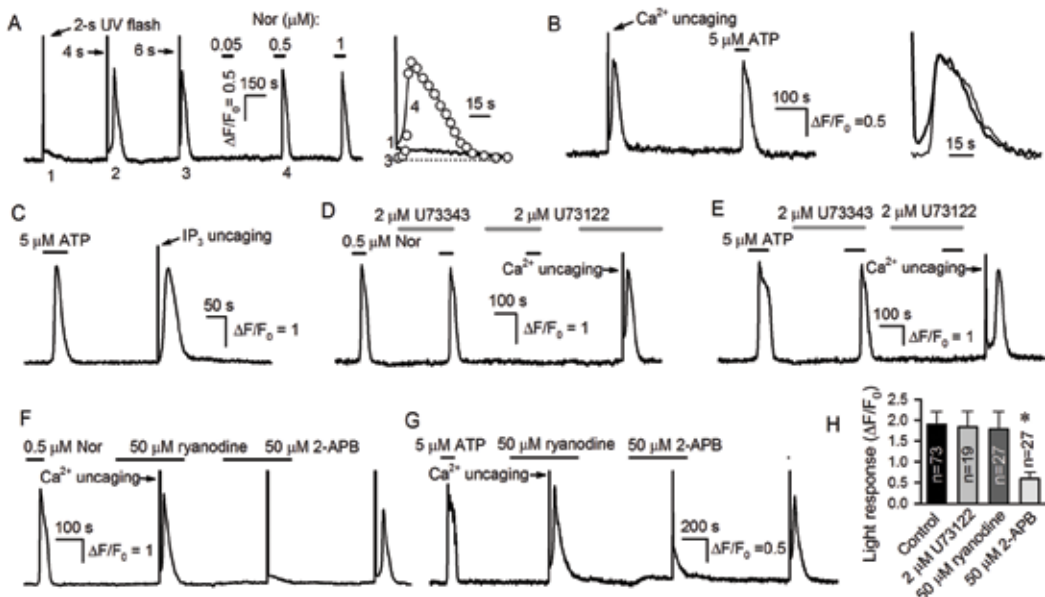 A
2-s UV flash
4 s
6 s
Nor (μM):
0.05
0.5
1
ΔF/F0= 0.5
150 s
1
2
3
4
1
3
4
15 s
B
Ca2+ uncaging
5 μM ATP
100 s
ΔF/F0 =0.5
15 s
C
5 μM ATP
IP3 uncaging
50 s
ΔF/F0 = 1
D
2 μM U73343
2 μM U73122
0.5 μM Nor
Ca2+ uncaging
100 s
ΔF/F0 = 1
E
2 μM U73343
2 μM U73122
5 μM ATP
Ca2+ uncaging
100 s
ΔF/F0 = 1
F
0.5 μM Nor
50 μM ryanodine
50 μM 2-APB
Ca2+ uncaging
100 s
ΔF/F0 = 1
G
5 μM ATP
50 μM ryanodine
50 μM 2-APB
Ca2+ uncaging
200 s
ΔF/F0 =0.5
H
Light response (ΔF/F0)
2.5
2.0
1.5
1.0
0.5
0.0
n=73
n=19
n=27
n=27 *
Control
2 μM U73122
50 μM ryanodine
50 μM 2-APB